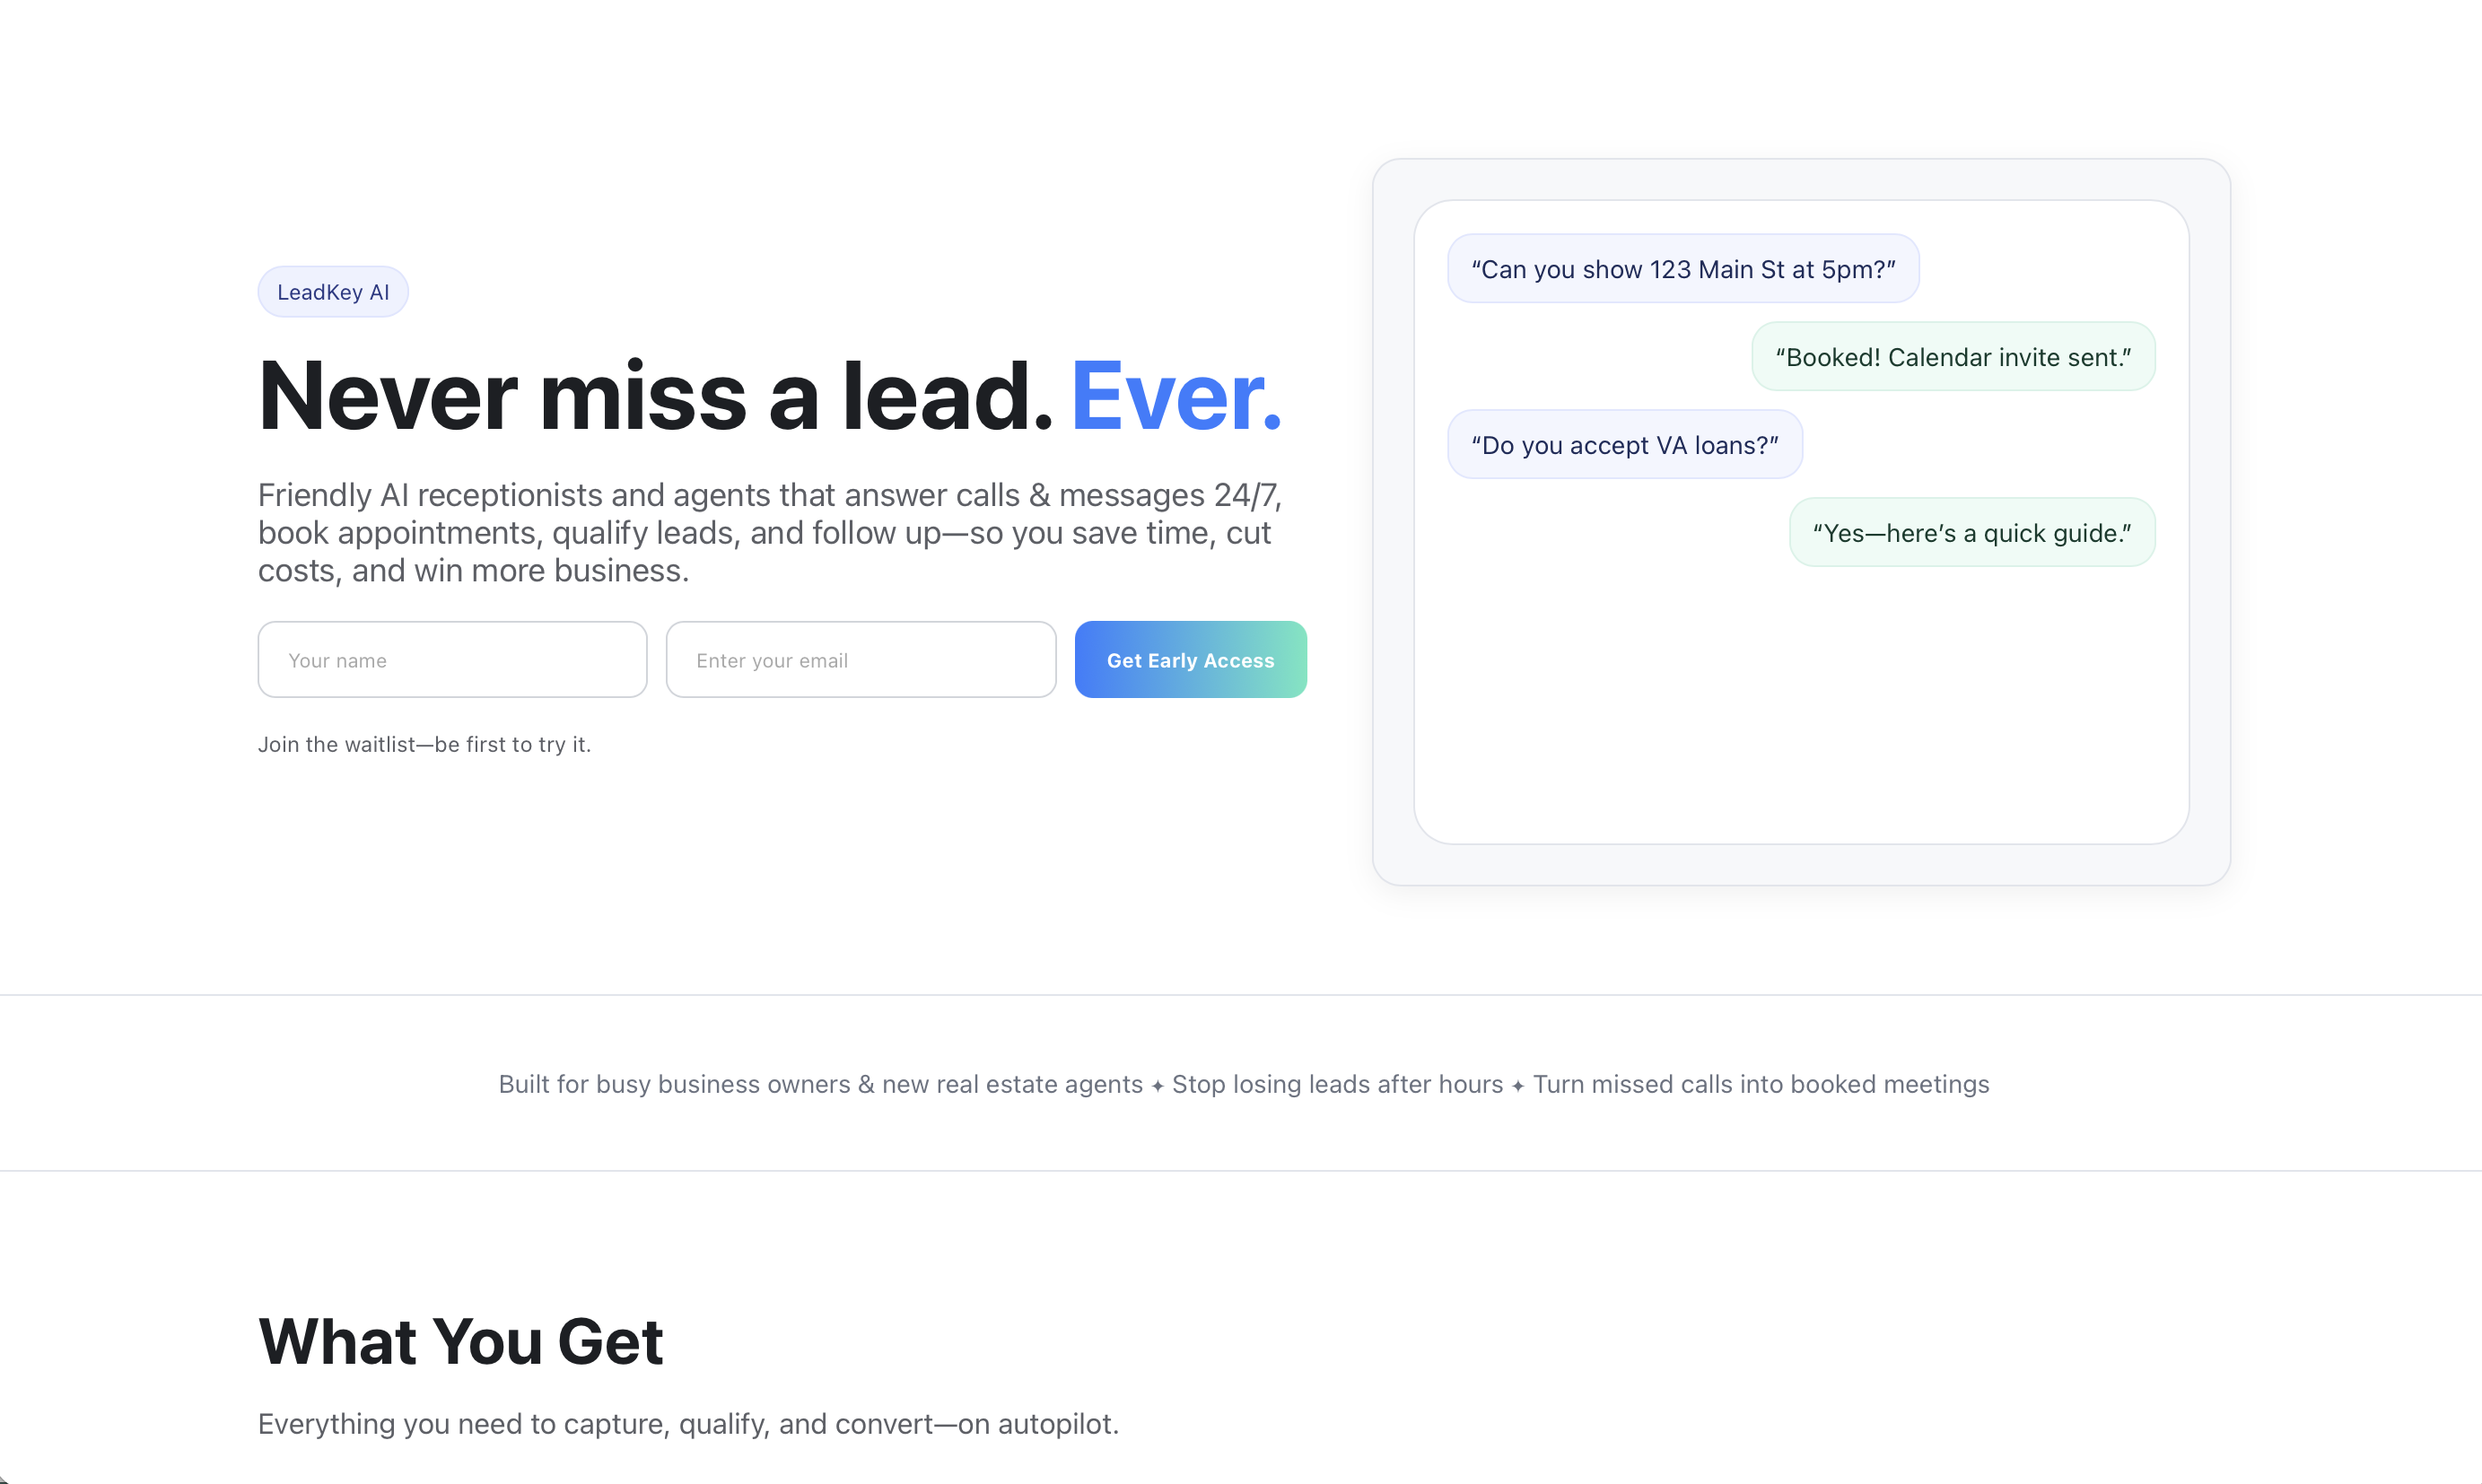 LeadKey AI
Never miss a lead. Ever.
Friendly AI receptionists and agents that answer calls & messages 24/7,
book appointments, qualify leads, and follow up—so you save time, cut
costs, and win more business.
Your name
Enter your email
Get Early Access
Join the waitlist—be first to try it.
“Can you show 123 Main St at 5pm?”
“Booked! Calendar invite sent.”
“Do you accept VA loans?”
“Yes—here’s a quick guide.”
Built for busy business owners & new real estate agents ✦ Stop losing leads after hours ✦ Turn missed calls into booked meetings
What You Get
Everything you need to capture, qualify, and convert—on autopilot.